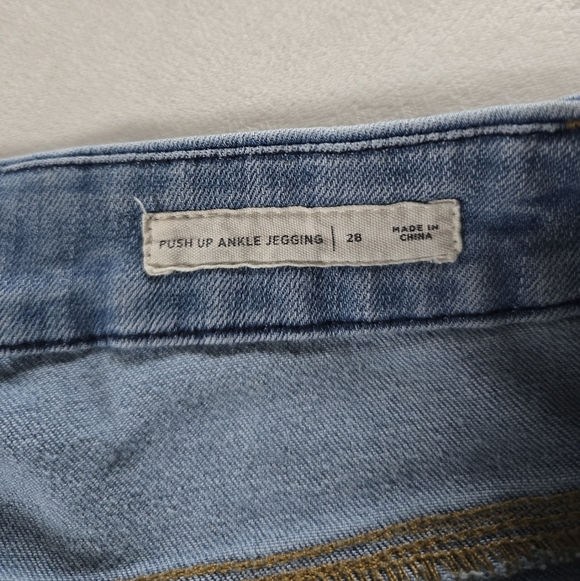 PUSH UP ANKLE JEGGING | 28 MADE IN
CHINA